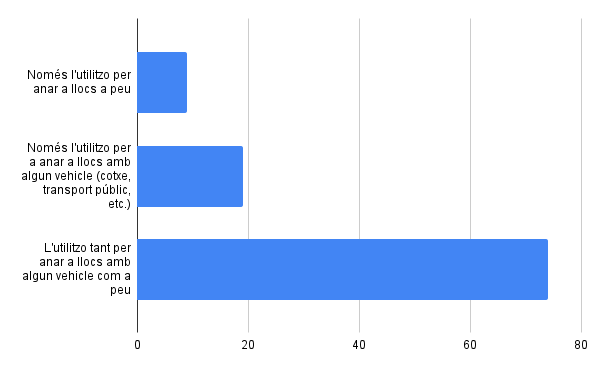 Només l'utilitzo per
anar a llocs a peu
Només l'utilitzo per
a anar a llocs amb
algun vehicle (cotxe,
transport públic,
etc.)
L'utilitzo tant per
anar a llocs amb
algun vehicle com a
peu
0
20
40
60
80